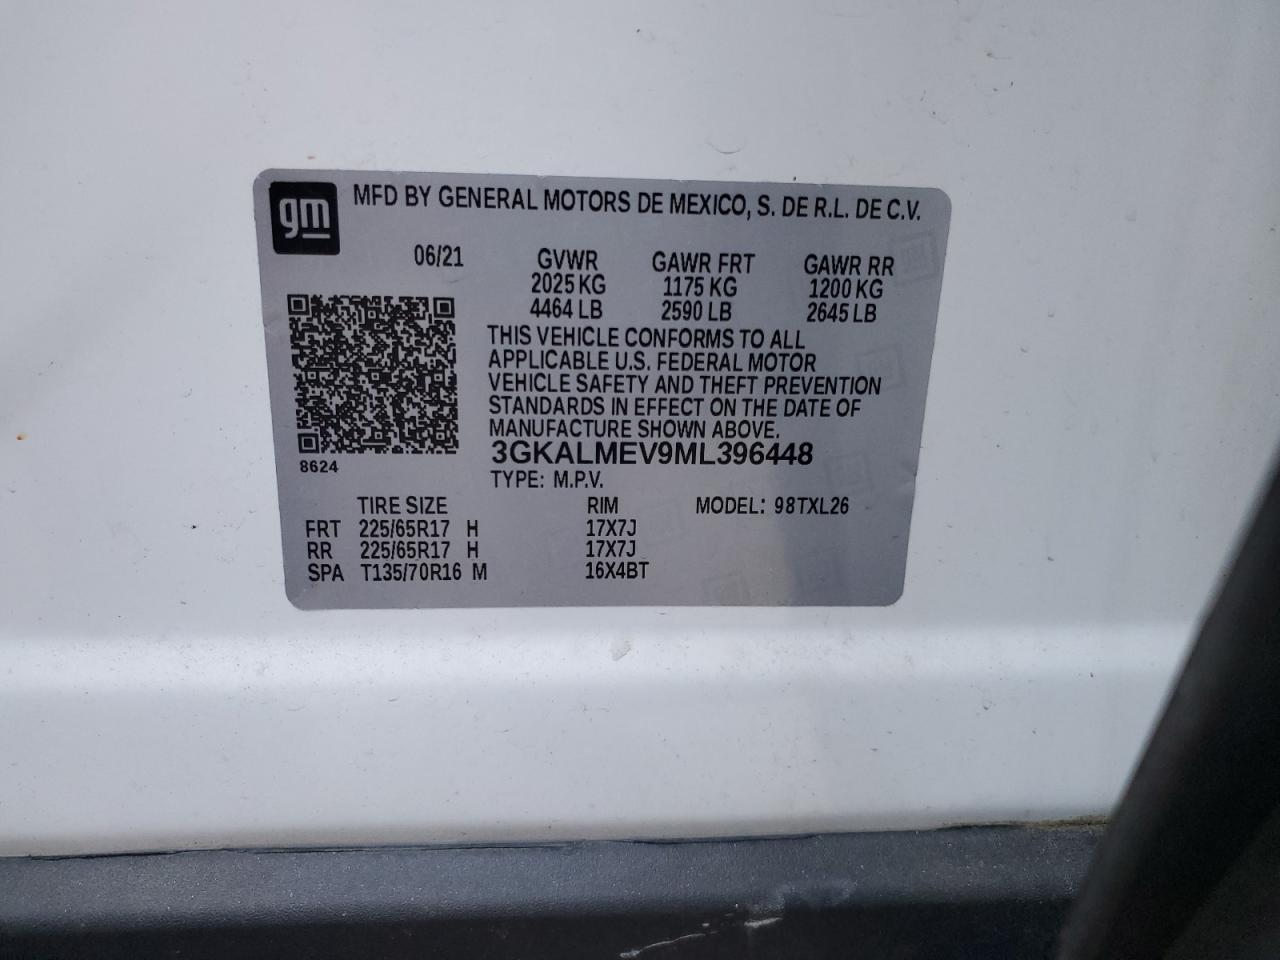 gm MFD BY GENERAL MOTORS DE MEXICO, S. DE R.L. DE C.V.
06/21 GVWR GAWR FRT GAWR RR
2025 KG 1175 KG 1200 KG
4464 LB 2590 LB 2645 LB
THIS VEHICLE CONFORMS TO ALL
APPLICABLE U.S. FEDERAL MOTOR
VEHICLE SAFETY AND THEFT PREVENTION
STANDARDS IN EFFECT ON THE DATE OF
MANUFACTURE SHOWN ABOVE.
3GKALMEV9ML396448
8624
TYPE: M.P.V.
TIRE SIZE RIM MODEL: 98TXL26
FRT 225/65R17 H 17X7J
RR 225/65R17 H 17X7J
SPA T135/70R16 M 16X4BT